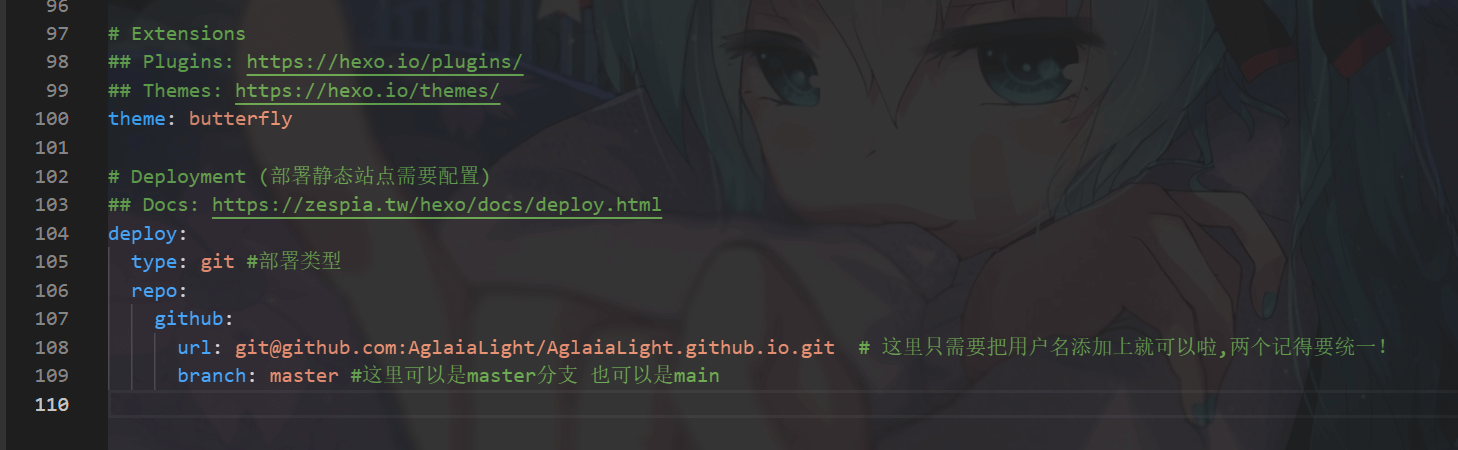 96
97 # Extensions
98 ## Plugins: https://hexo.io/plugins/
99 ## Themes: https://hexo.io/themes/
100 theme: butterfly
101
102 # Deployment (部署静态站点需要配置)
103 ## Docs: https://zespia.tw/hexo/docs/deploy.html
104 deploy:
105   type: git #部署类型
106   repo:
107     github:
108       url: git@github.com:AglaiaLight/AglaiaLight.github.io.git  # 这里只需要把用户名添加上就可以啦,两个记得要统一!
109       branch: master #这里可以是master分支 也可以是main
110